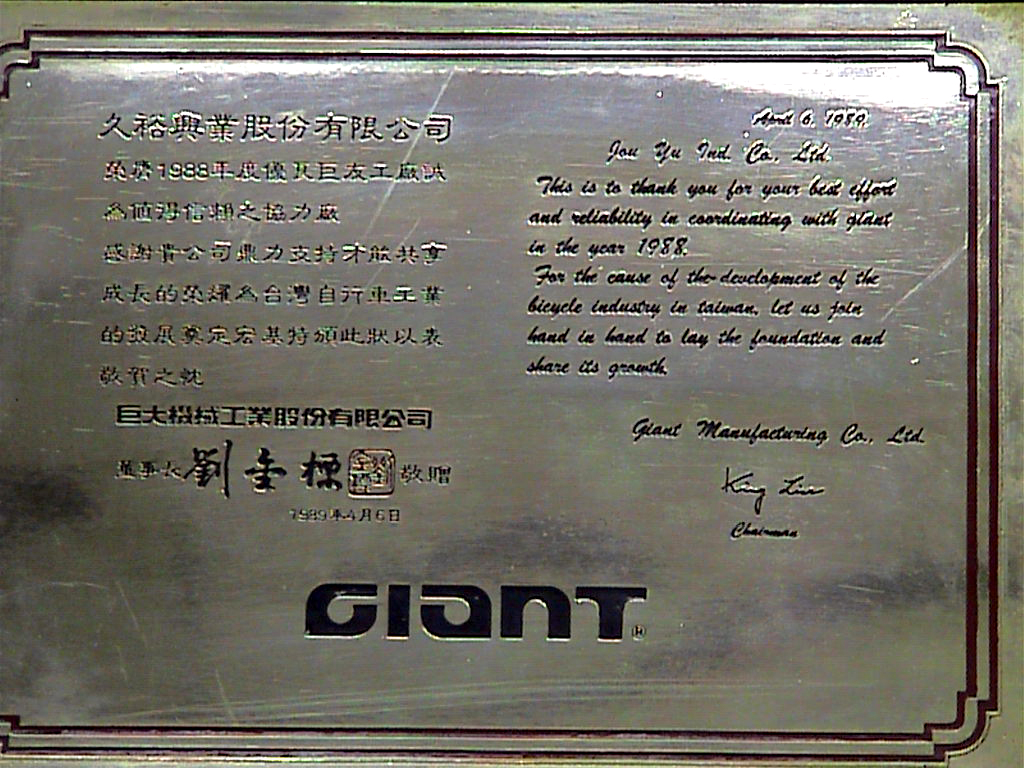 久裕興業股份有限公司
榮膺1988年度優良巨友工廠誠
為值得信賴之協力廠
感謝貴公司鼎力支持才能共享
成長的榮耀為台灣自行車工業
的發展奠定宏基特頒此狀以表
敬賀之忱
巨大機械工業股份有限公司
董事長 劉金標 敬贈
1989年4月6日
April 6, 1989.
Jou Yu Ind. Co., Ltd.
This is to thank you for your best effort
and reliability in coordinating with giant
in the year 1988.
For the cause of the development of the
bicycle industry in taiwan, let us join
hand in hand to lay the foundation and
share its growth.
Giant Manufacturing Co., Ltd.
King Liu
Chairman
GIANT®